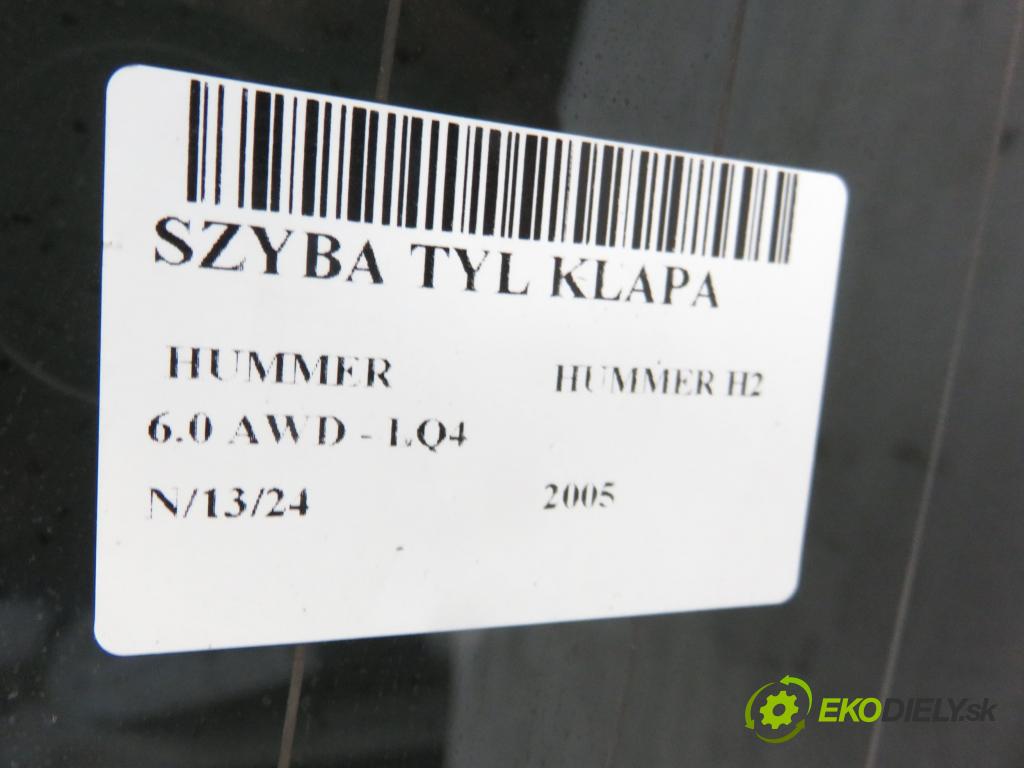 SZYBA TYL KLAPA
HUMMER HUMMER H2
6.0 AWD - LQ4
N/13/24 2005
EKODIELY.sk